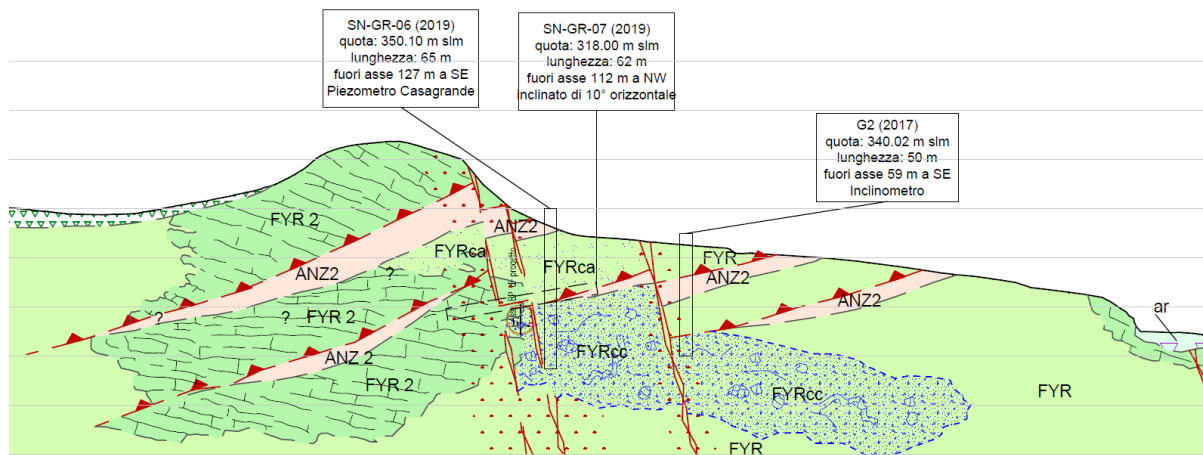 SN-GR-06 (2019)
quota: 350.10 m slm
lunghezza: 65 m
fuori asse 127 m a SE
Piezometro Casagrande
SN-GR-07 (2019)
quota: 318.00 m slm
lunghezza: 62 m
fuori asse 112 m a NW
inclinato di 10° orizzontale
G2 (2017)
quota: 340.02 m slm
lunghezza: 50 m
fuori asse 59 m a SE
Inclinometro
FYR 2
ANZ2
FYRca
FYRca
FYR
ANZ2
ANZ2
?
ANZ2
ar
?
?
FYR 2
ANZ 2
FYRcc
FYR 2
FYRcc
FYR
FYR